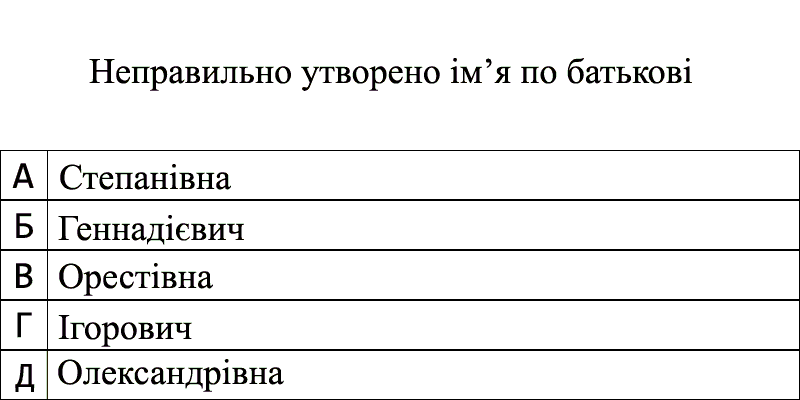 Неправильно утворено ім’я по батькові
А Степанівна
Б Геннадієвич
В Орестівна
Г Ігорович
Д Олександрівна